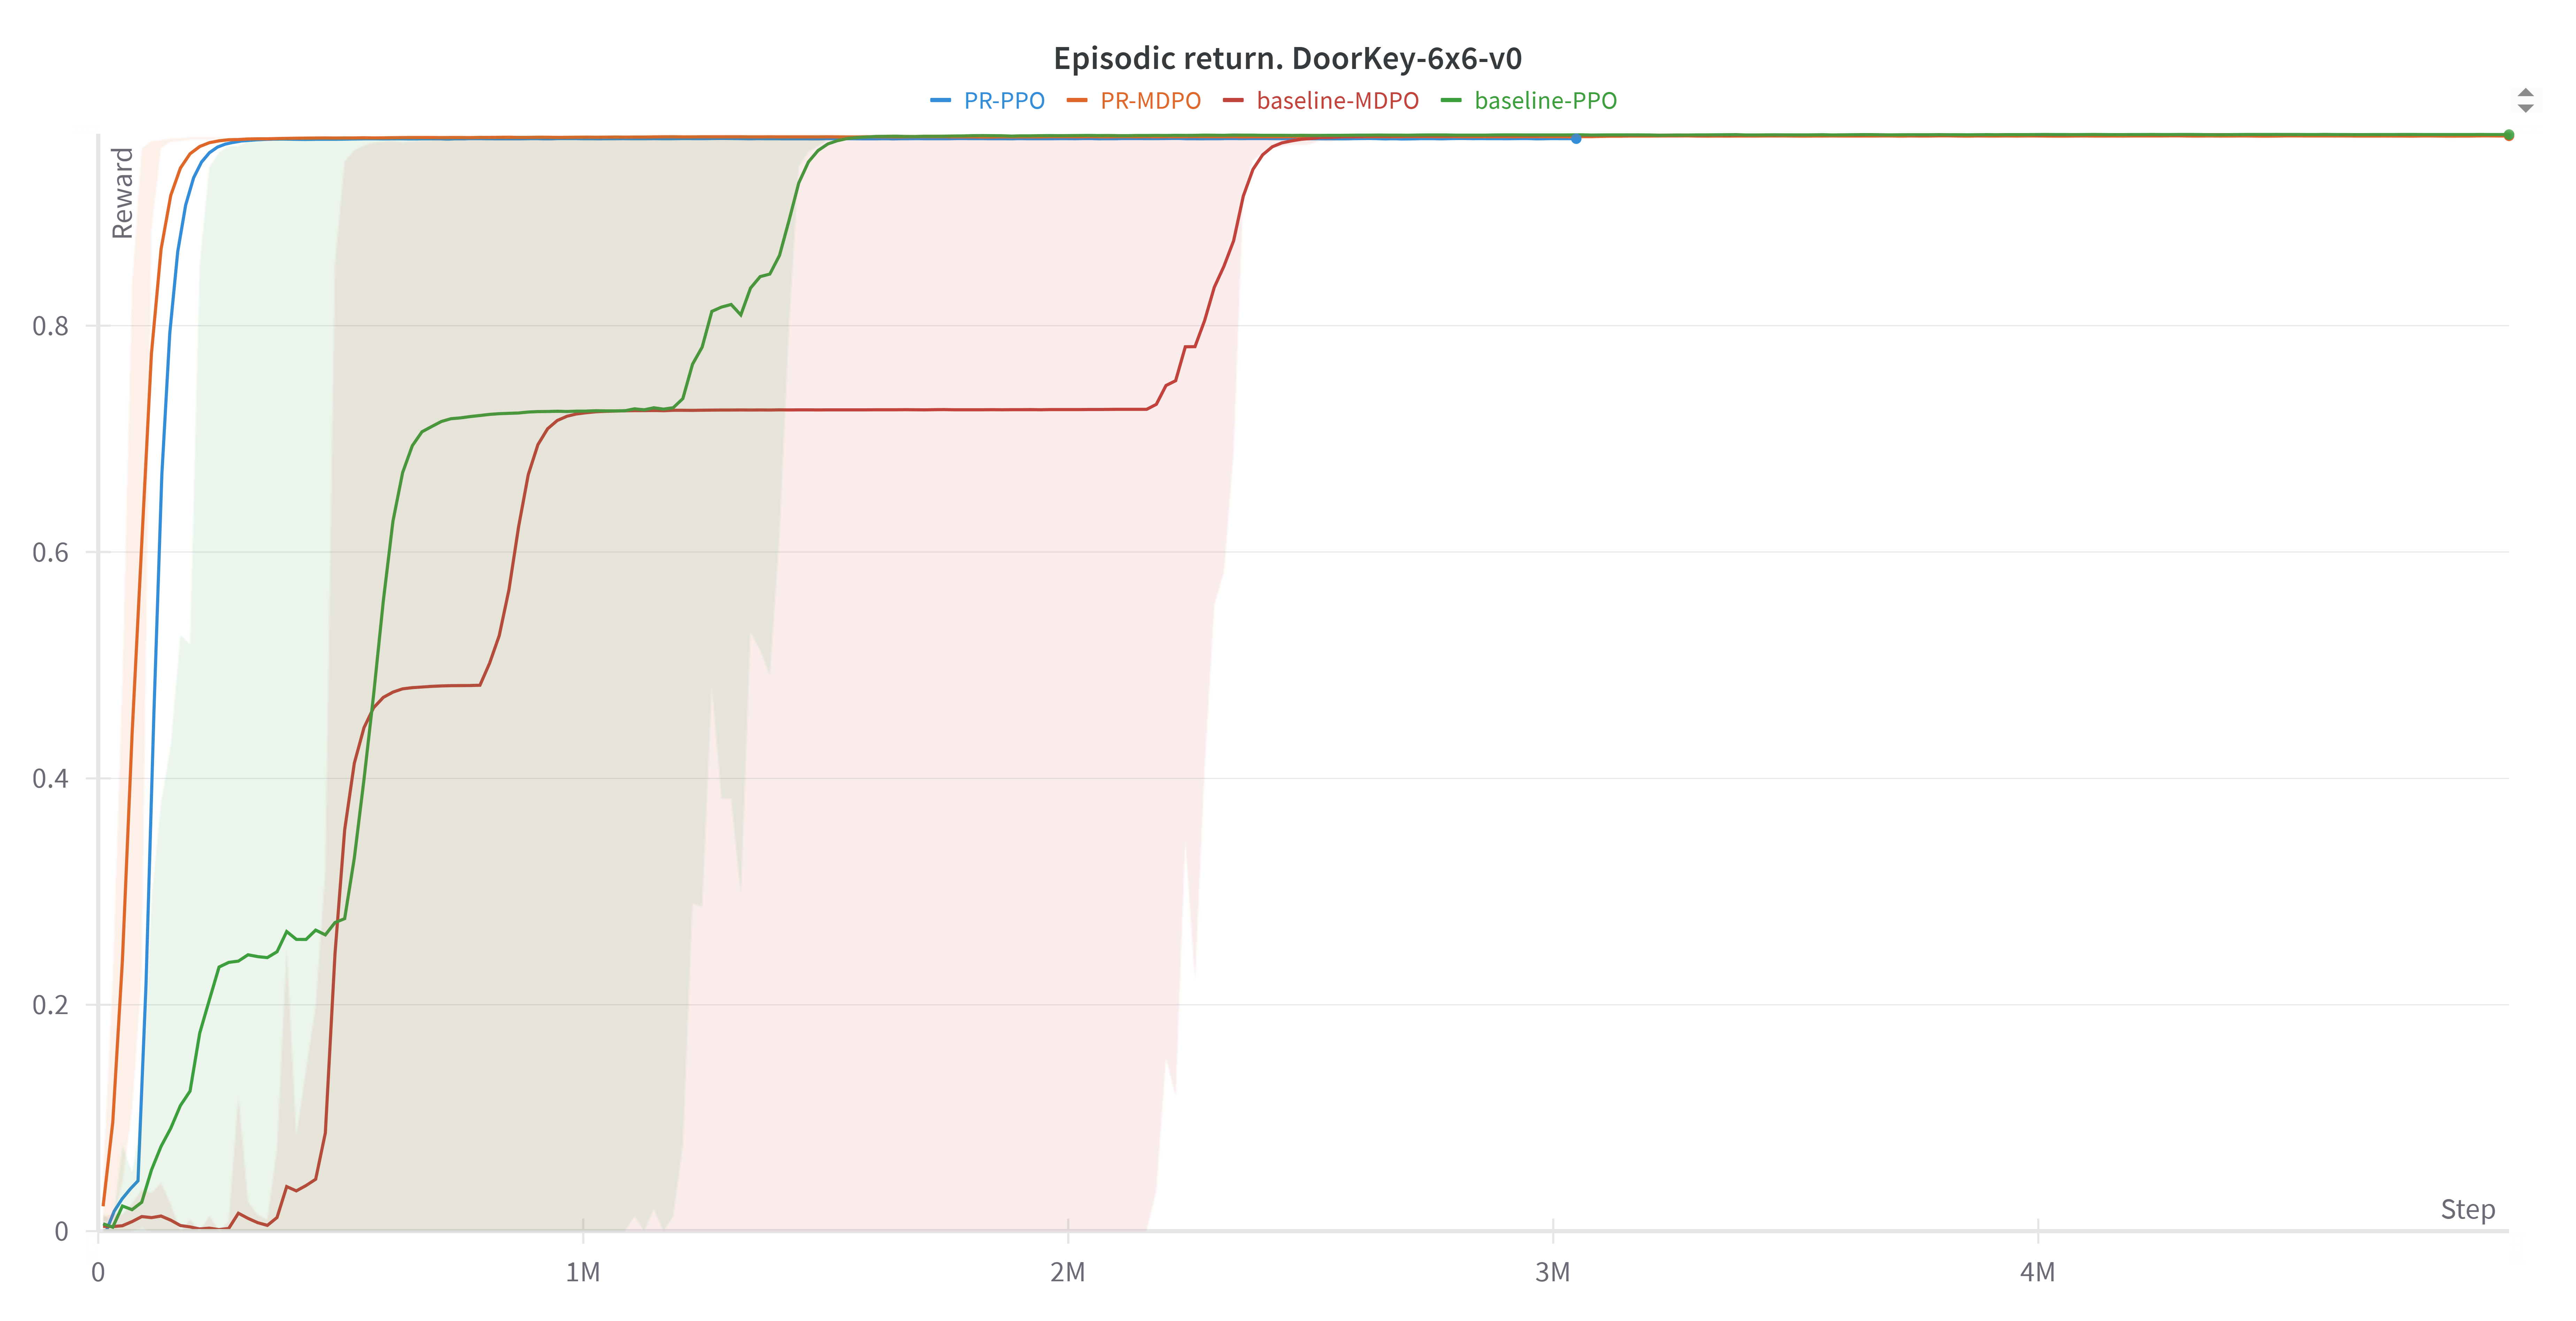 Episodic return. DoorKey-6x6-v0
PR-PPO PR-MDPO baseline-MDPO baseline-PPO
Reward
0.8
0.6
0.4
0.2
0
Step
0 1M 2M 3M 4M